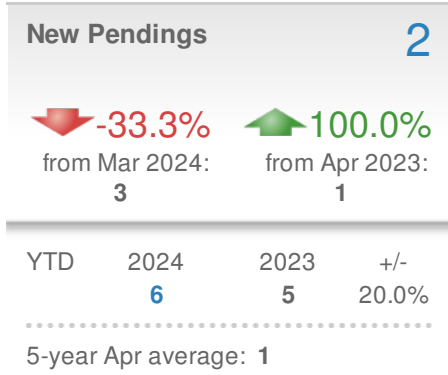 New Pendings 2
-33.3% 100.0%
from Mar 2024: from Apr 2023:
3 1
YTD 2024 2023 +/-
6 5 20.0%
5-year Apr average: 1